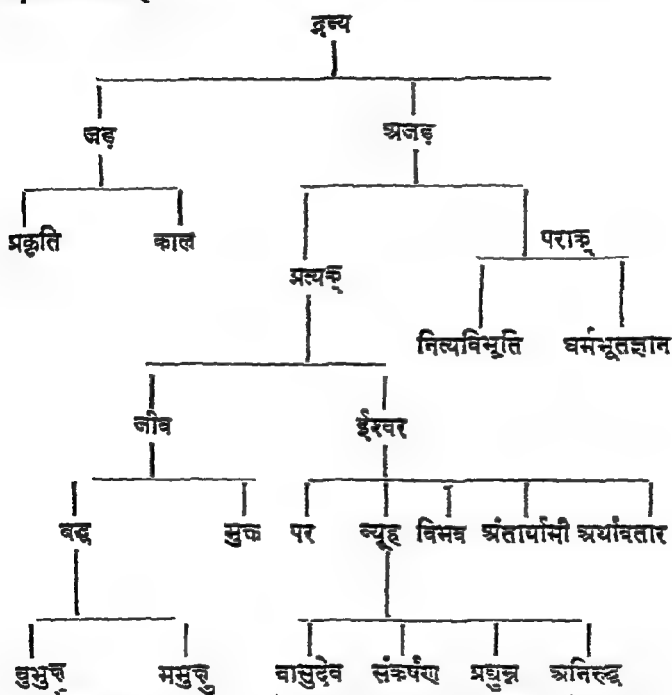 द्रव्य
जड़ अजड़
प्रकृति काल पराक्
प्रत्यक्
नित्यविभूति धर्मभूतज्ञान
जीव ईश्वर
बद्ध मुक्त पर व्यूह विभव अंतार्यामी अर्थावतार
बुभुक्षु ममुक्षु वासुदेव संकर्षण प्रद्युम्न अनिरुद्ध